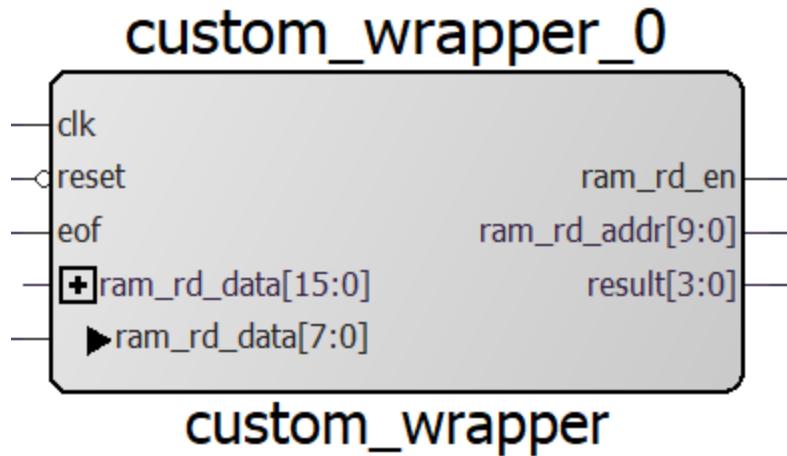 custom_wrapper_0
clk
reset
ram_rd_en
eof
ram_rd_addr[9:0]
ram_rd_data[15:0]
result[3:0]
ram_rd_data[7:0]
custom_wrapper